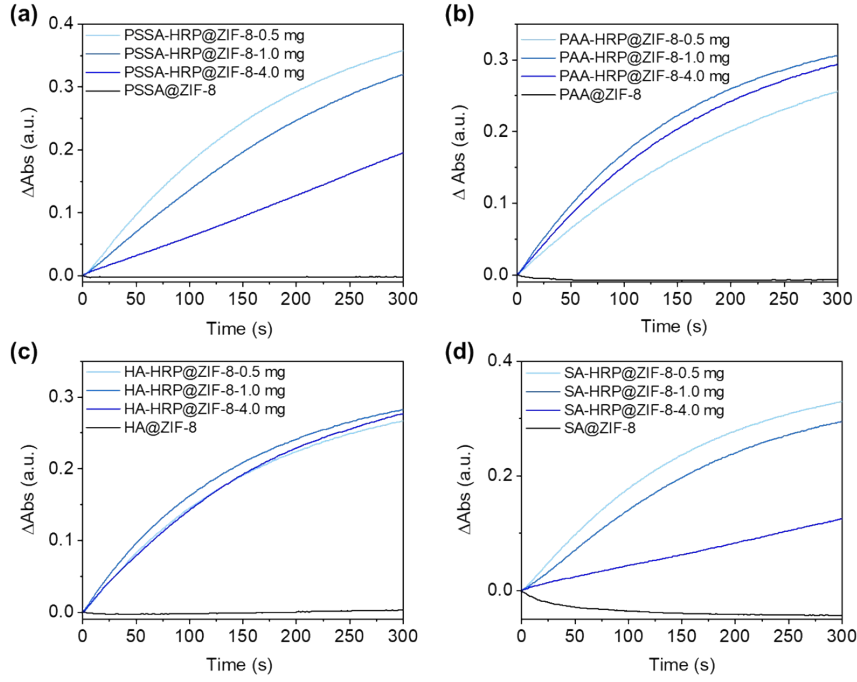 (a)
PSSA-HRP@ZIF-8-0.5 mg
PSSA-HRP@ZIF-8-1.0 mg
PSSA-HRP@ZIF-8-4.0 mg
PSSA@ZIF-8
0.4
0.3
0.2
0.1
0.0
ΔAbs (a.u.)
0 50 100 150 200 250 300
Time (s)
(b)
PAA-HRP@ZIF-8-0.5 mg
PAA-HRP@ZIF-8-1.0 mg
PAA-HRP@ZIF-8-4.0 mg
PAA@ZIF-8
0.3
0.2
0.1
0.0
Δ Abs (a.u.)
0 50 100 150 200 250 300
Time (s)
(c)
HA-HRP@ZIF-8-0.5 mg
HA-HRP@ZIF-8-1.0 mg
HA-HRP@ZIF-8-4.0 mg
HA@ZIF-8
0.3
0.2
0.1
0.0
ΔAbs (a.u.)
0 50 100 150 200 250 300
Time (s)
(d)
SA-HRP@ZIF-8-0.5 mg
SA-HRP@ZIF-8-1.0 mg
SA-HRP@ZIF-8-4.0 mg
SA@ZIF-8
0.4
0.2
0.0
ΔAbs (a.u.)
0 50 100 150 200 250 300
Time (s)